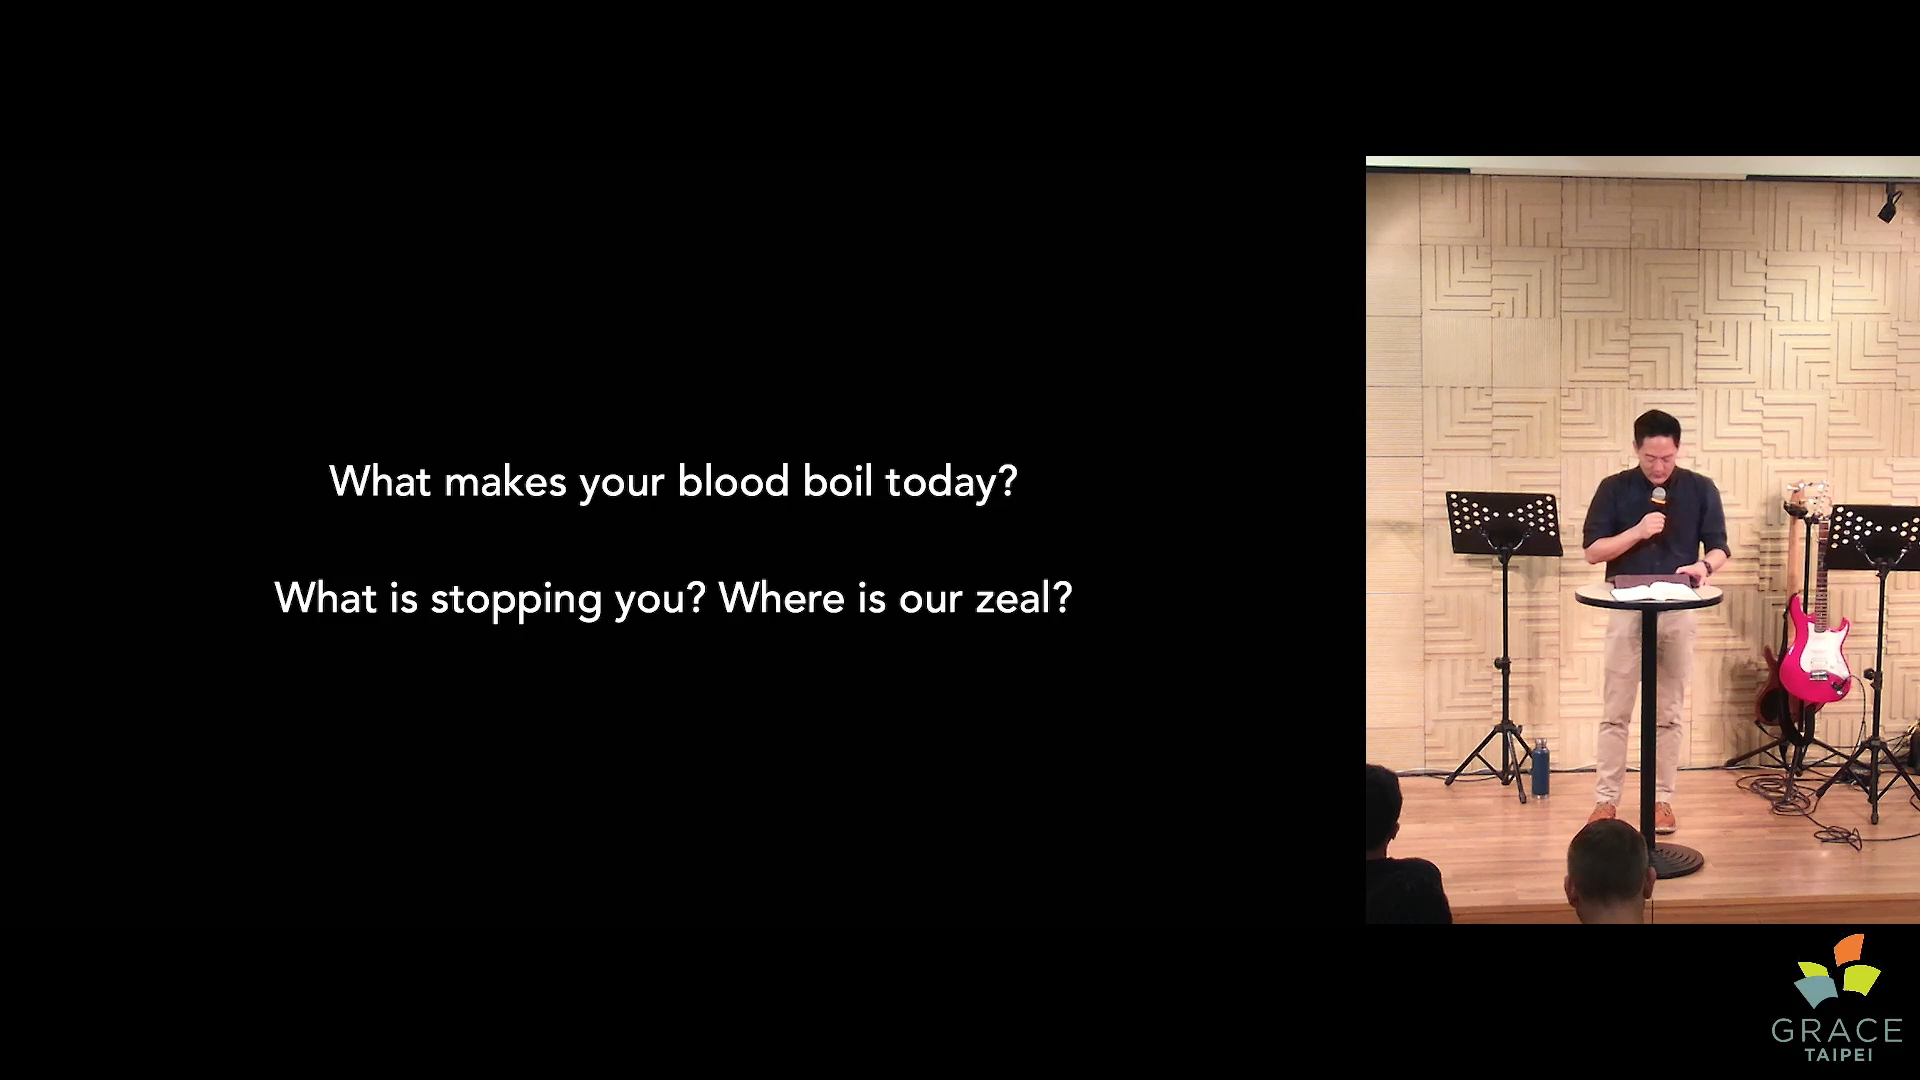 What makes your blood boil today?
What is stopping you? Where is our zeal?
GRACE
TAIPEI